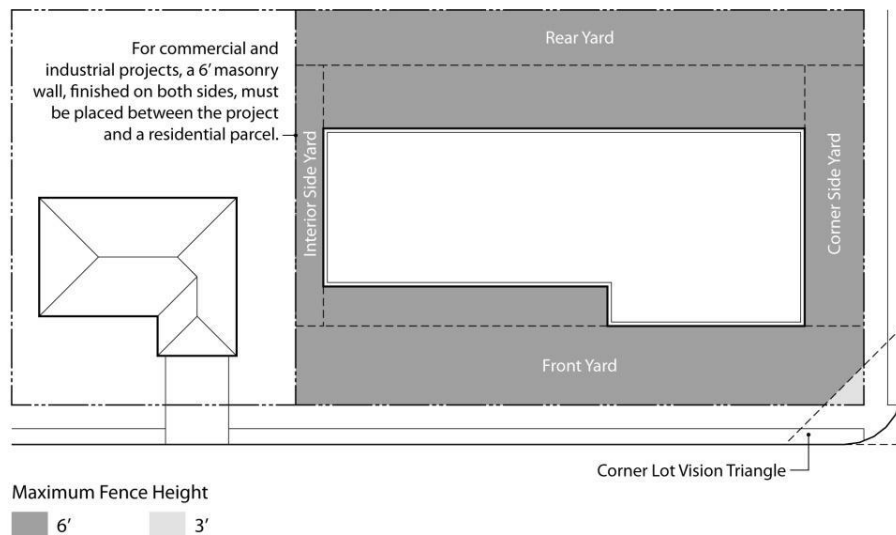 Rear Yard
For commercial and
industrial projects, a 6′ masonry
wall, finished on both sides, must
be placed between the project
and a residential parcel.
Interior Side Yard
Corner Side Yard
Front Yard
Corner Lot Vision Triangle
Maximum Fence Height
6′
3′